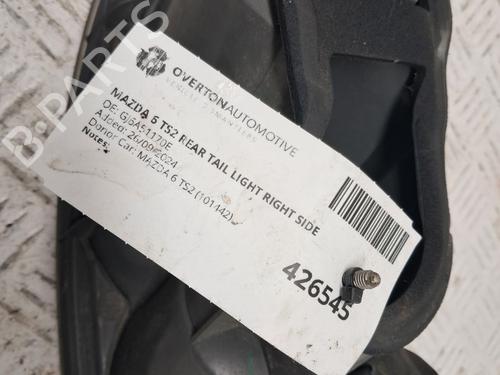 B-PARTS
OVERTONAUTOMOTIVE
VEHICLE DISMANTLERS
MAZDA 6 TS2 REAR TAIL LIGHT RIGHT SIDE
OE: GJ6A51170E
Added: 26/09/2024
Donor Car: MAZDA 6 TS2 (101442)
Notes:
426545